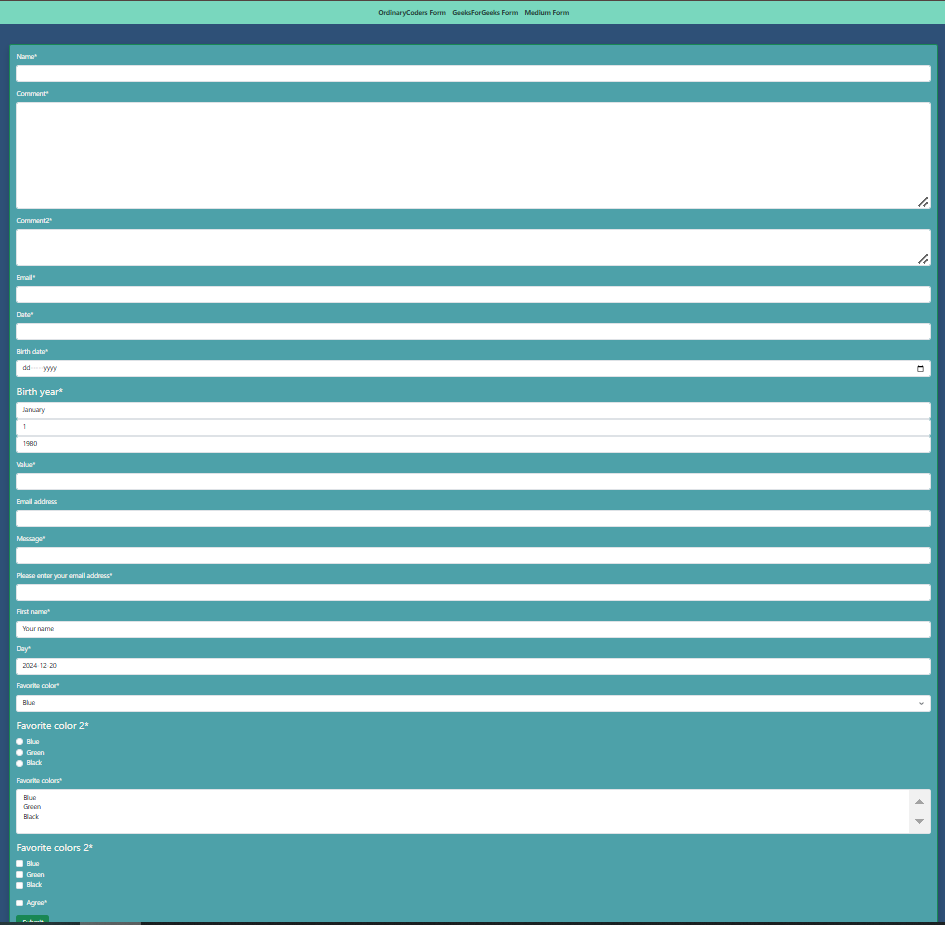 OrdinaryCoders Form GeeksForGeeks Form Medium Form
Name*
Comment*
Comment2*
Email*
Date*
Birth date*
dd-----yyyy
Birth year*
January
1
1980
Value*
Email address
Message*
Please enter your email address*
First name*
Your name
Day*
2024-12-20
Favorite color*
Blue
Favorite color 2*
Blue
Green
Black
Favorite colors*
Blue
Green
Black
Favorite colors 2*
Blue
Green
Black
Agree*
Submit